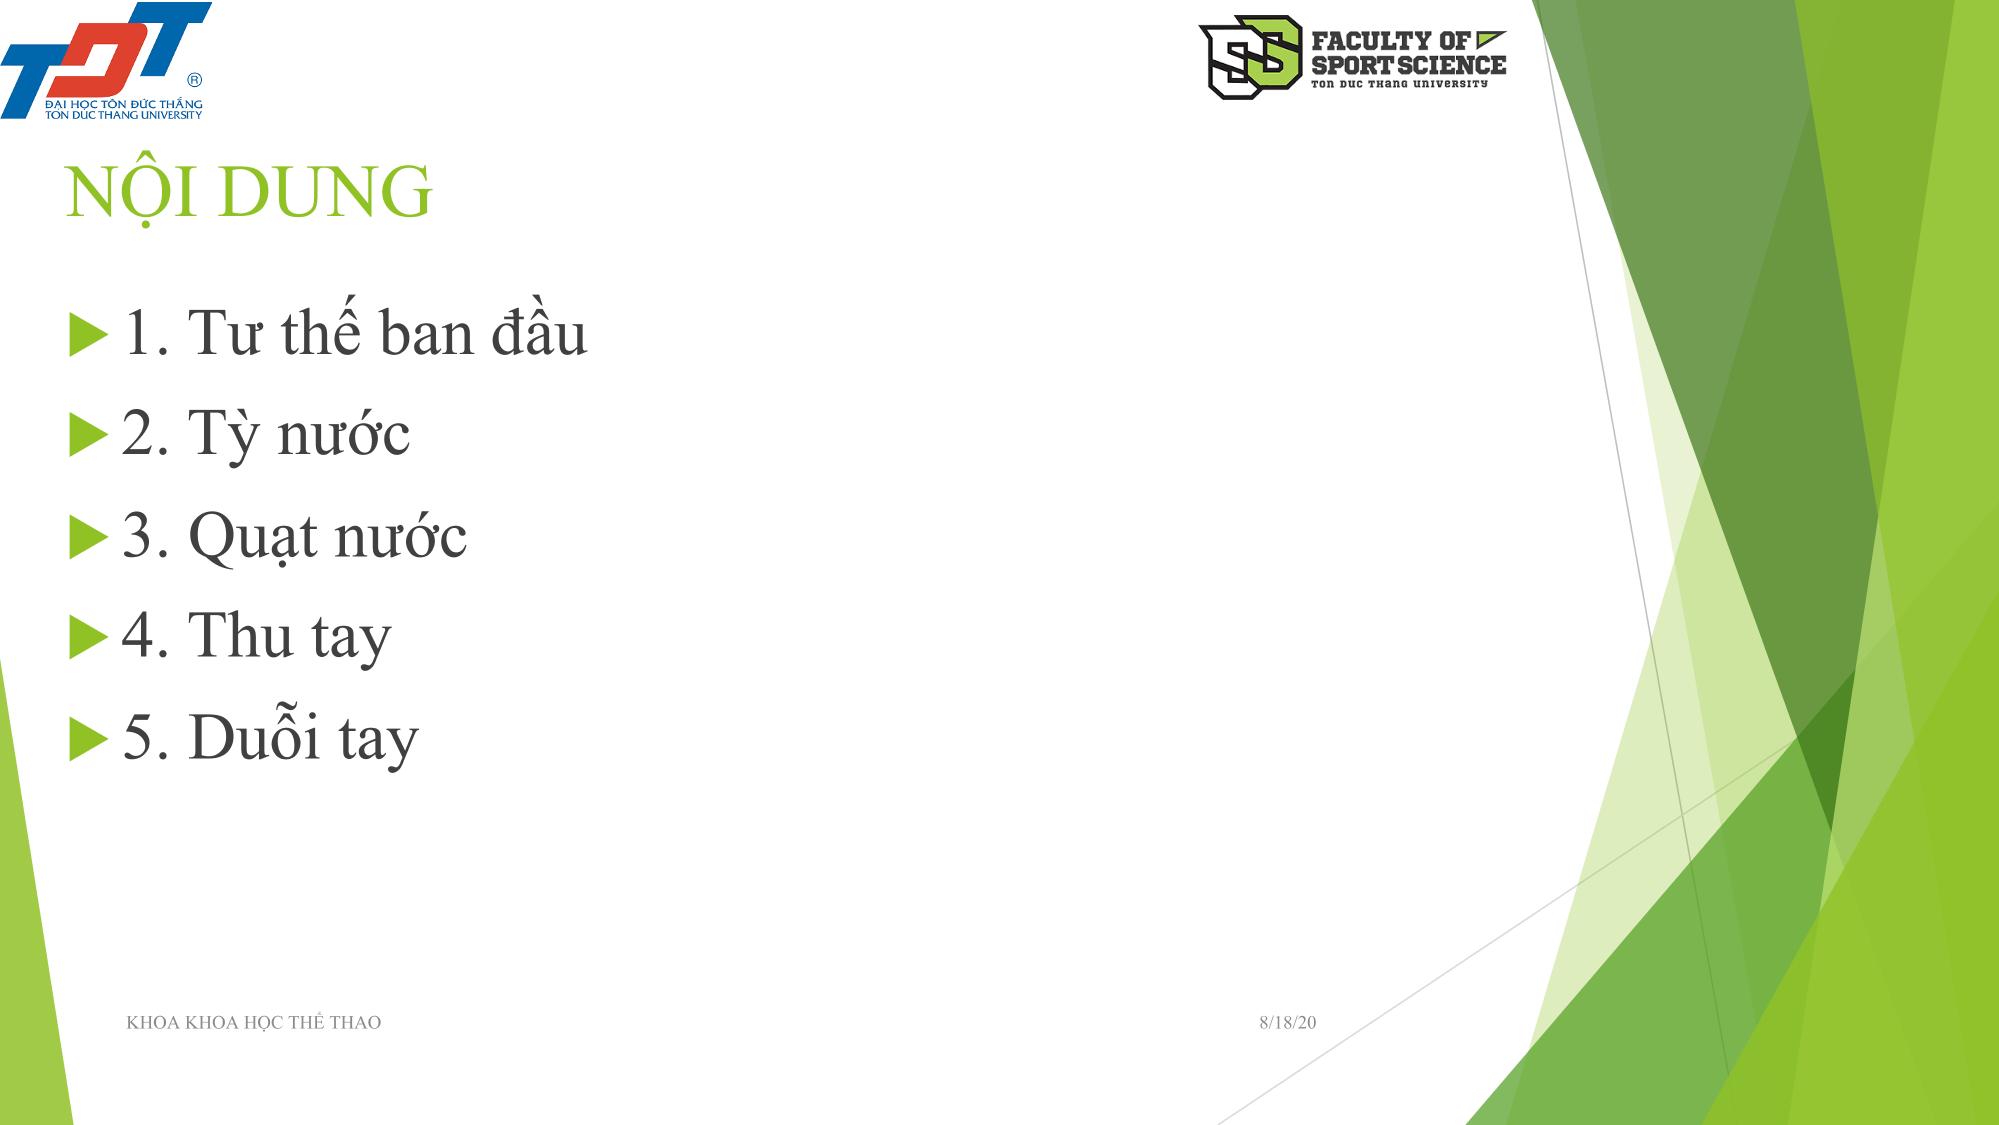 TDT
®
ĐẠI HỌC TÔN ĐỨC THẮNG
TON DUC THANG UNIVERSITY
SS
FACULTY OF
SPORT SCIENCE
TON DUC THANG UNIVERSITY
NỘI DUNG
1. Tư thế ban đầu
2. Tỳ nước
3. Quạt nước
4. Thu tay
5. Duỗi tay
KHOA KHOA HỌC THỂ THAO
8/18/20